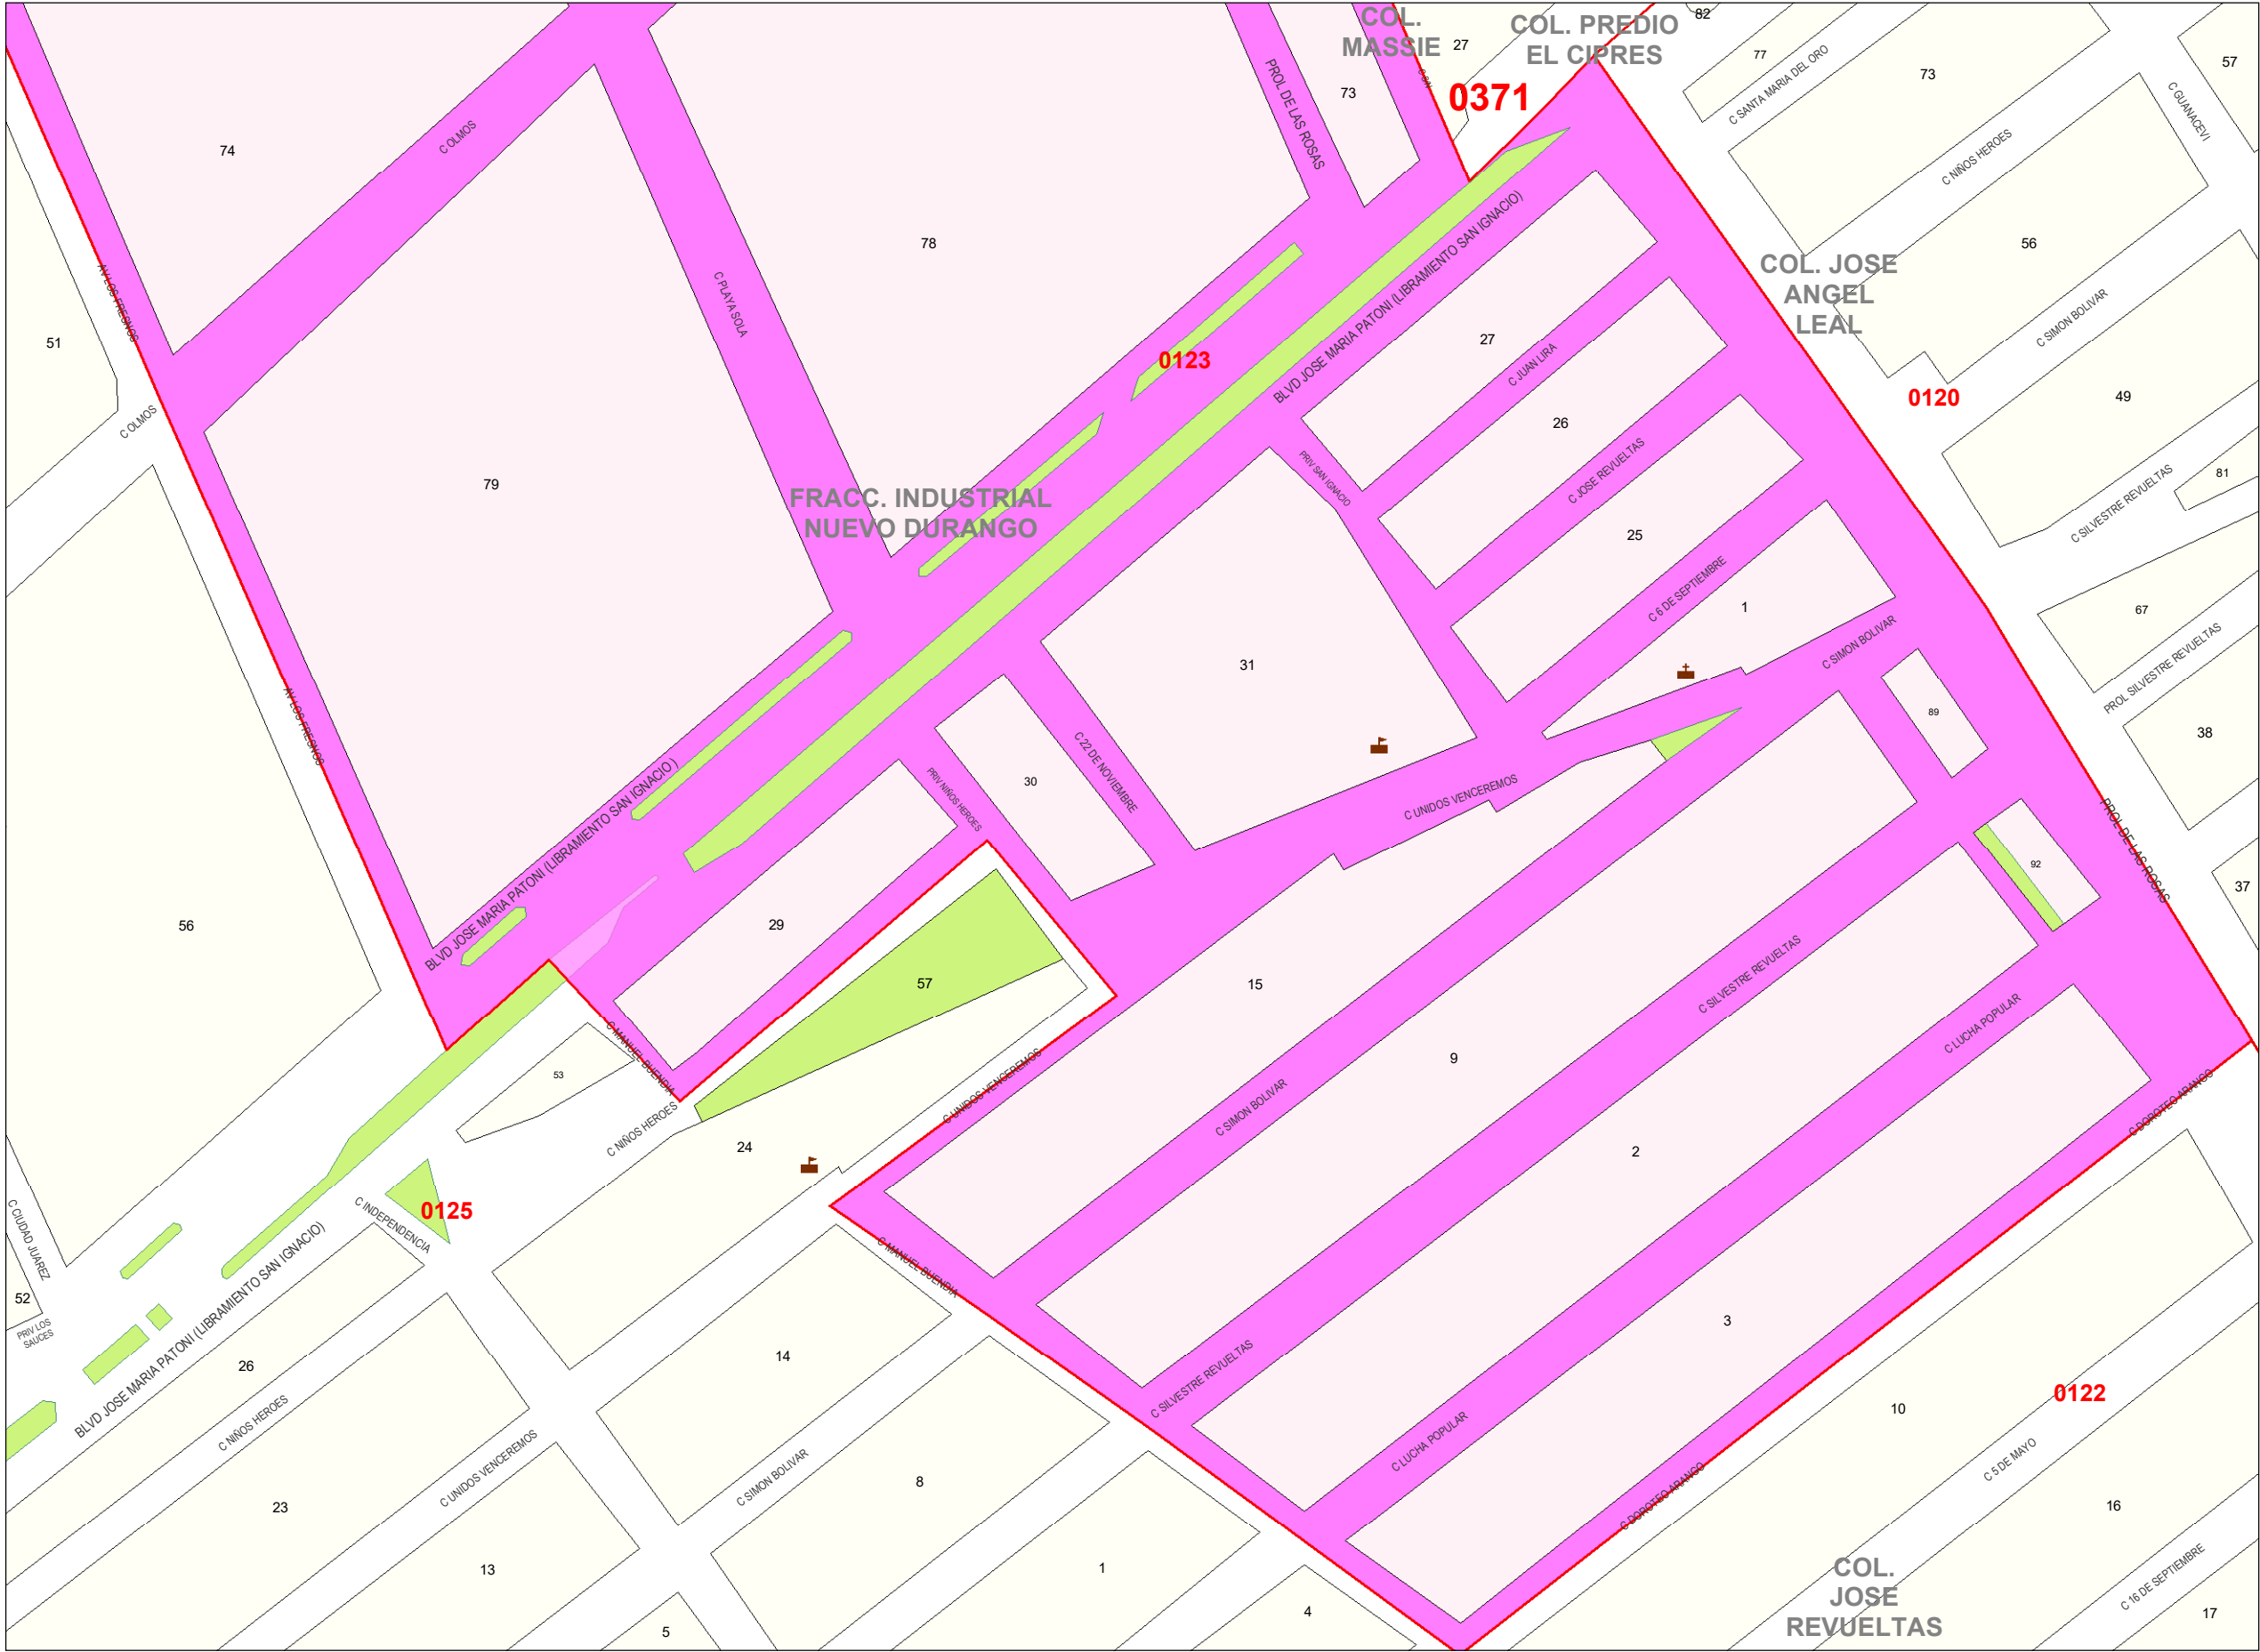 COL.
MASSIE
COL. PREDIO
EL CIPRES
82
27
77
C SANTA MARIA DEL ORO
73
57
C GUANACEVI
74
C OLMOS
PROL DE LAS ROSAS
73
C SN
0371
C NIÑOS HEROES
78
56
COL. JOSE
ANGEL
LEAL
AV LOS FRESNOS
C PLAYA SOLA
BLVD JOSE MARIA PATONI (LIBRAMIENTO SAN IGNACIO)
C SIMON BOLIVAR
51
27
0123
C JUAN LIRA
0120
49
C OLMOS
26
79
FRACC. INDUSTRIAL
NUEVO DURANGO
PRIV SAN IGNACIO
C JOSE REVUELTAS
81
C SILVESTRE REVUELTAS
25
C 6 DE SEPTIEMBRE
1
67
31
C SIMON BOLIVAR
PROL SILVESTRE REVUELTAS
AV LOS FRESNOS
89
38
C 22 DE NOVIEMBRE
30
PRIV NIÑOS HEROES
C UNIDOS VENCEREMOS
BLVD JOSE MARIA PATONI (LIBRAMIENTO SAN IGNACIO )
PROL DE LAS ROSAS
92
37
56
29
57
15
C SILVESTRE REVUELTAS
C LUCHA POPULAR
9
53
C MANUEL BUENDIA
C UNIDOS VENCEREMOS
C SIMON BOLIVAR
C DOROTEO ARANGO
C NIÑOS HEROES
24
2
0125
C INDEPENDENCIA
C CIUDAD JUAREZ
C MANUEL BUENDIA
52
PRIV LOS
SAUCES
BLVD JOSE MARIA PATONI (LIBRAMIENTO SAN IGNACIO)
3
26
14
C SILVESTRE REVUELTAS
0122
10
C NIÑOS HEROES
C LUCHA POPULAR
C 5 DE MAYO
C UNIDOS VENCEREMOS
C SIMON BOLIVAR
8
C DOROTEO ARANGO
23
16
13
1
COL.
JOSE
REVUELTAS
C 16 DE SEPTIEMBRE
5
4
17